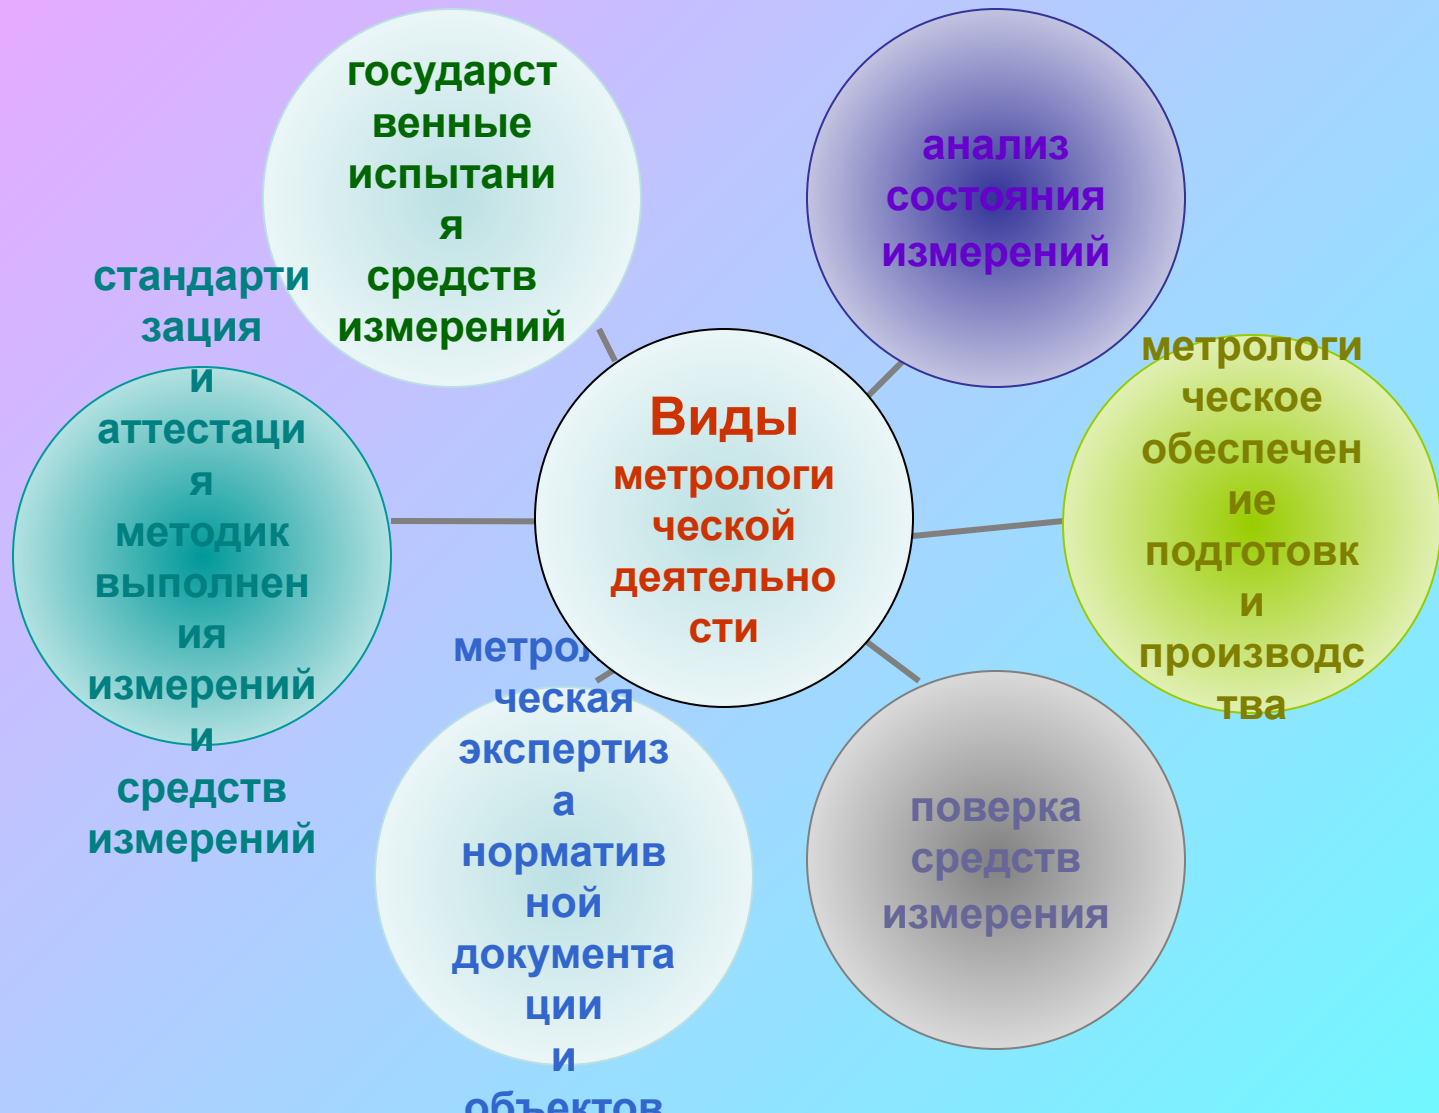 государст
венные
испытани
я
средств
измерений
анализ
состояния
измерений
стандарти
зация
и
аттестаци
я
методик
выполнен
ия
измерений
и
средств
измерений
Виды
метрологи
ческой
деятельно
сти
метрологи
ческое
обеспечен
ие
подготовк
и
производс
тва
ческая
экспертиз
а
норматив
ной
документа
ции
и
объектов
поверка
средств
измерения